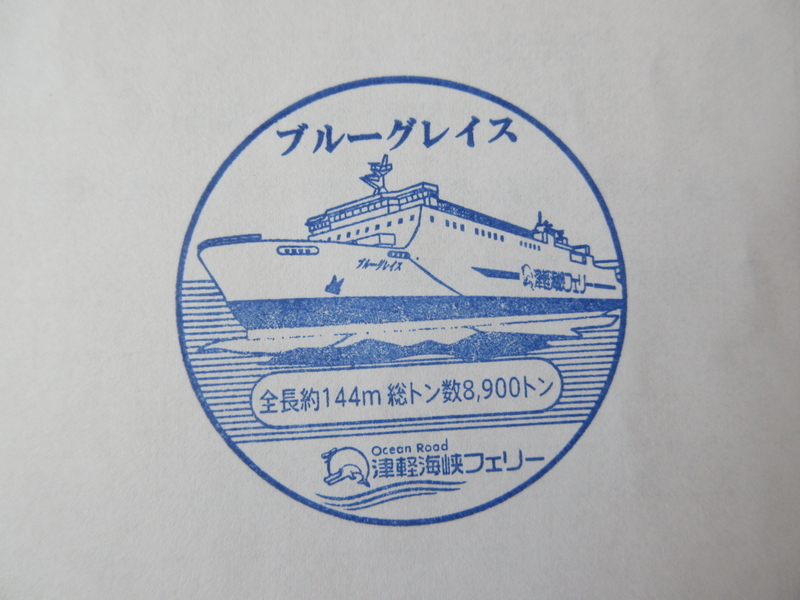 ブルーグレイス
ブルーグレイス
津軽海峡フェリー
全長約144m 総トン数8,900トン
Ocean Road
津軽海峡フェリー